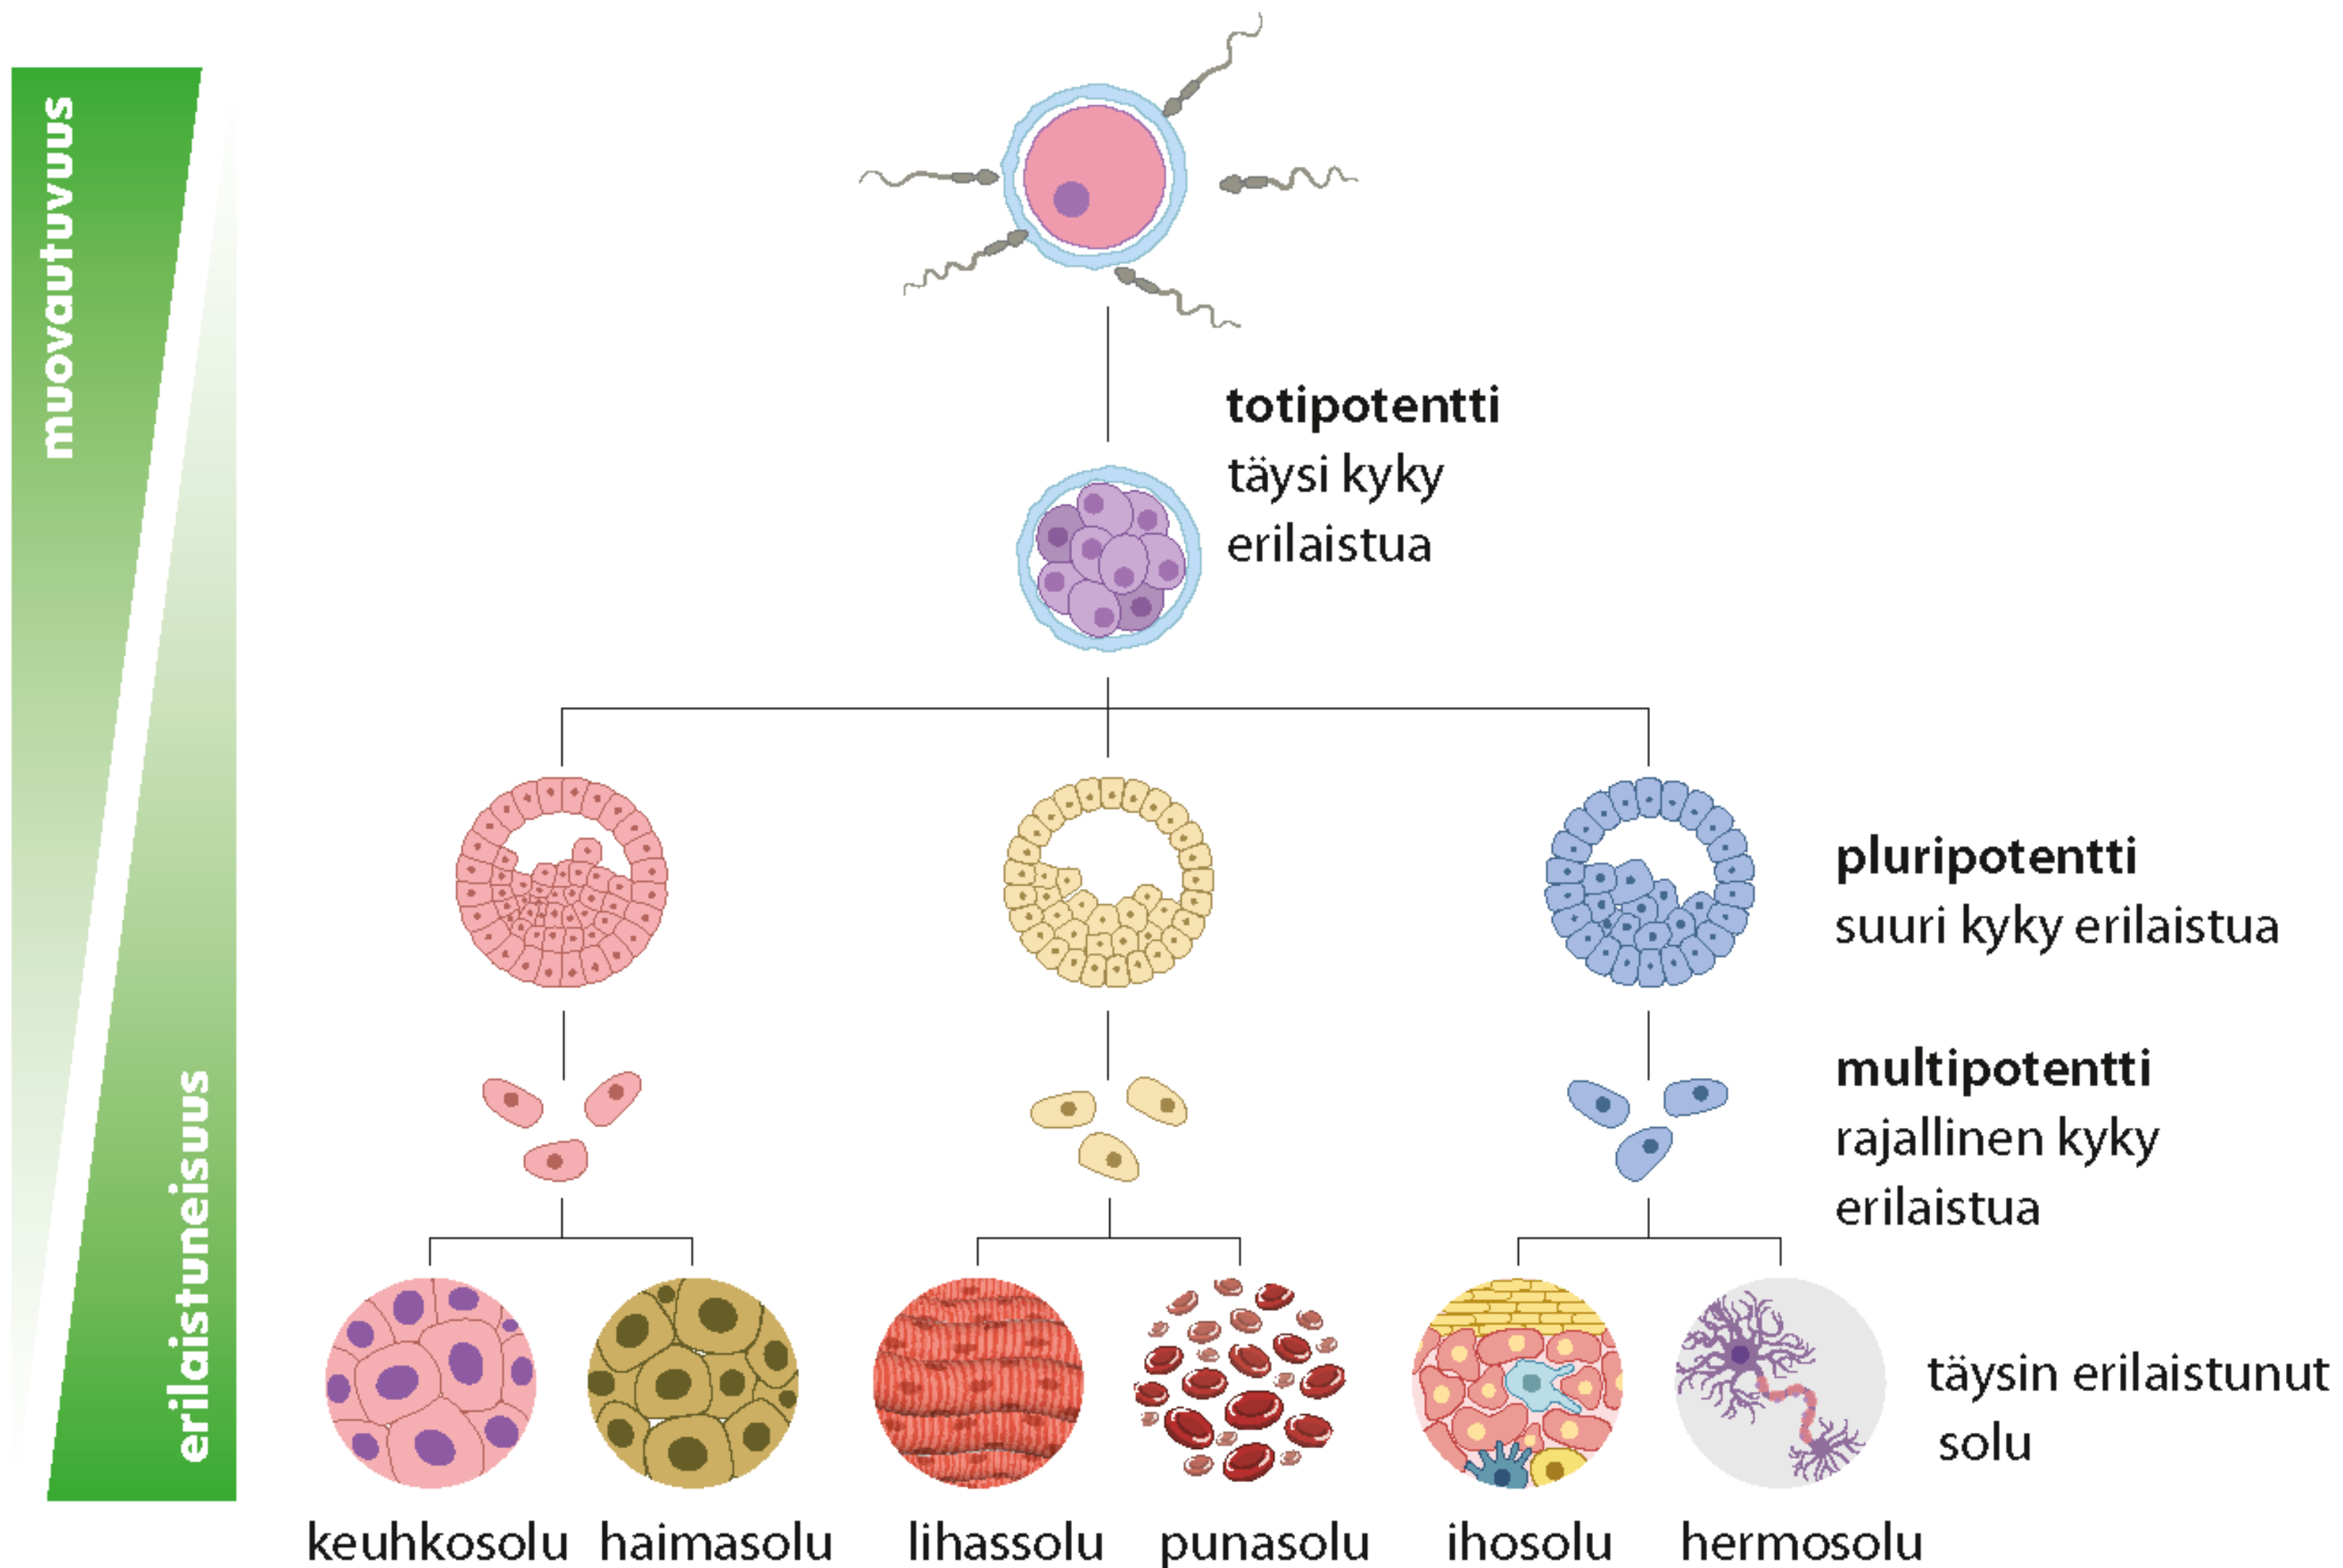 muovautuvuus
erilaistuneisuus
totipotentti
täysi kyky
erilaistua
pluripotentti
suuri kyky erilaistua
multipotentti
rajallinen kyky
erilaistua
täysin erilaistunut
solu
keuhkosolu haimasolu lihassolu punasolu ihosolu hermosolu